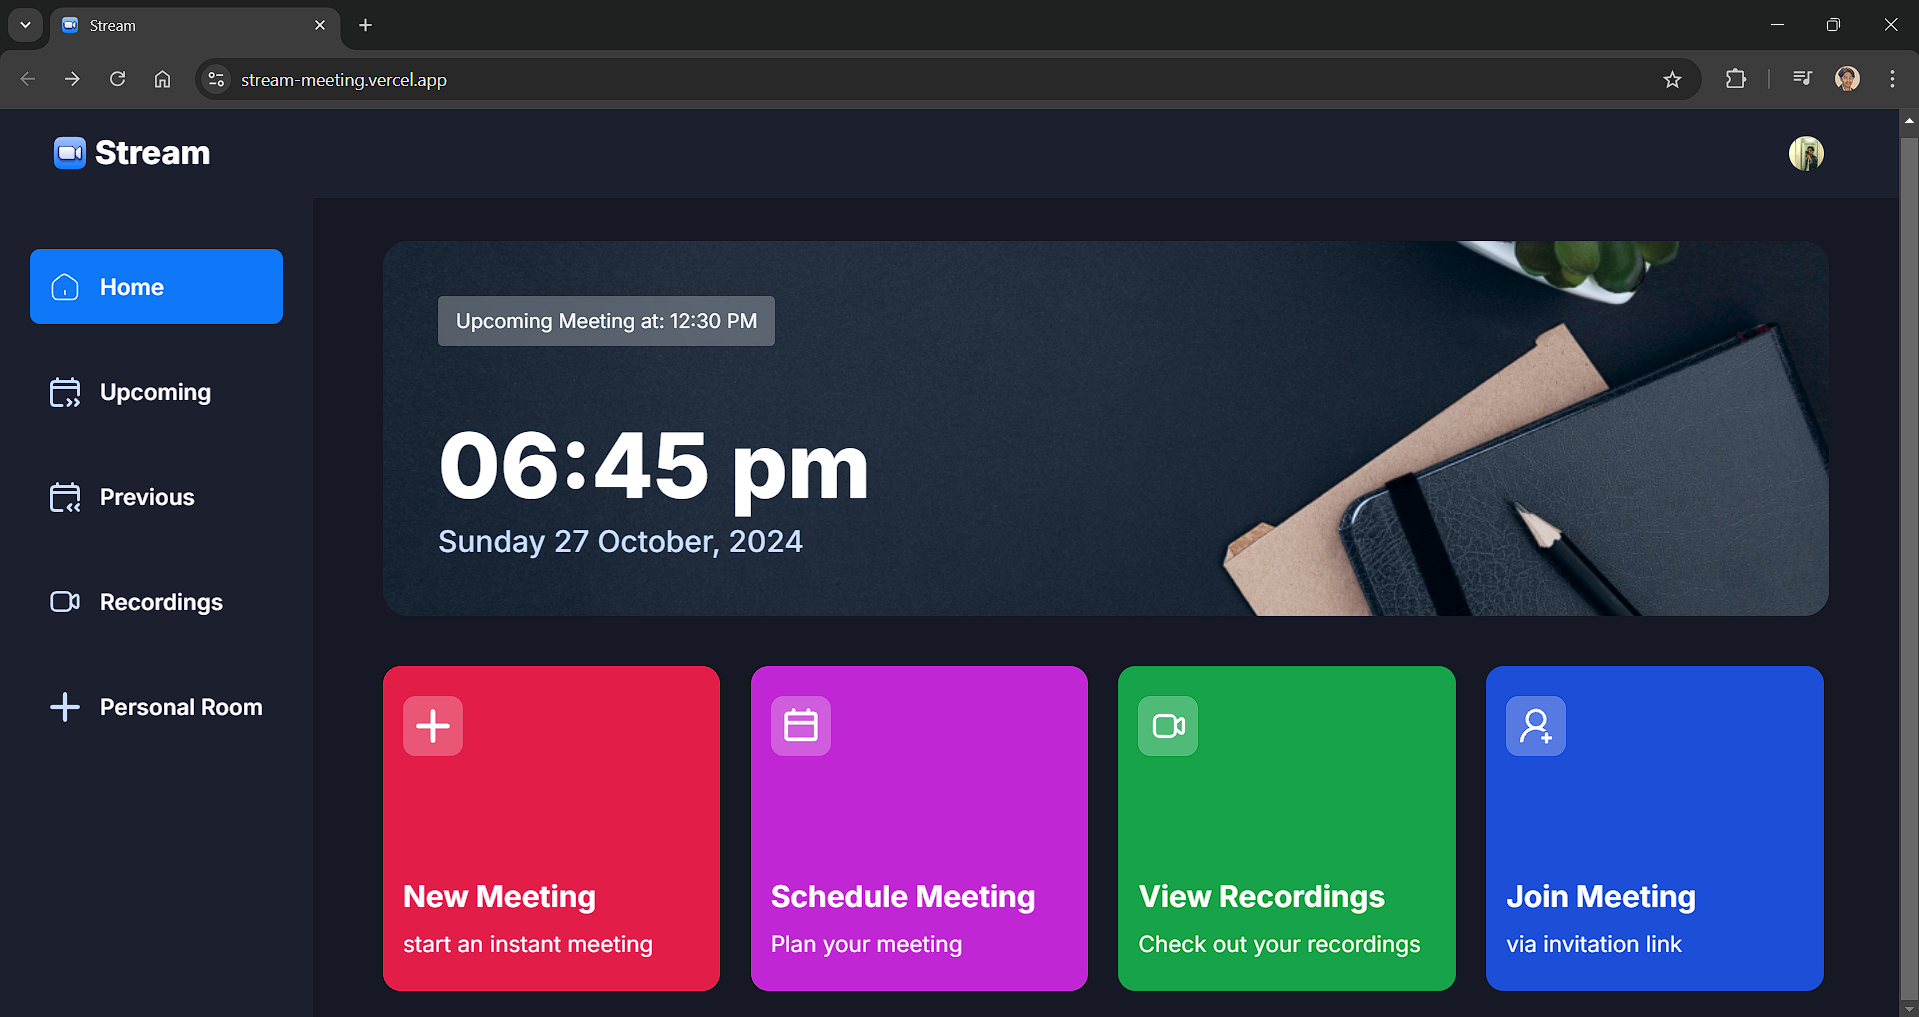 Stream
stream-meeting.vercel.app
Stream
Home
Upcoming
Previous
Recordings
Personal Room
Upcoming Meeting at: 12:30 PM
06:45 pm
Sunday 27 October, 2024
New Meeting
start an instant meeting
Schedule Meeting
Plan your meeting
View Recordings
Check out your recordings
Join Meeting
via invitation link